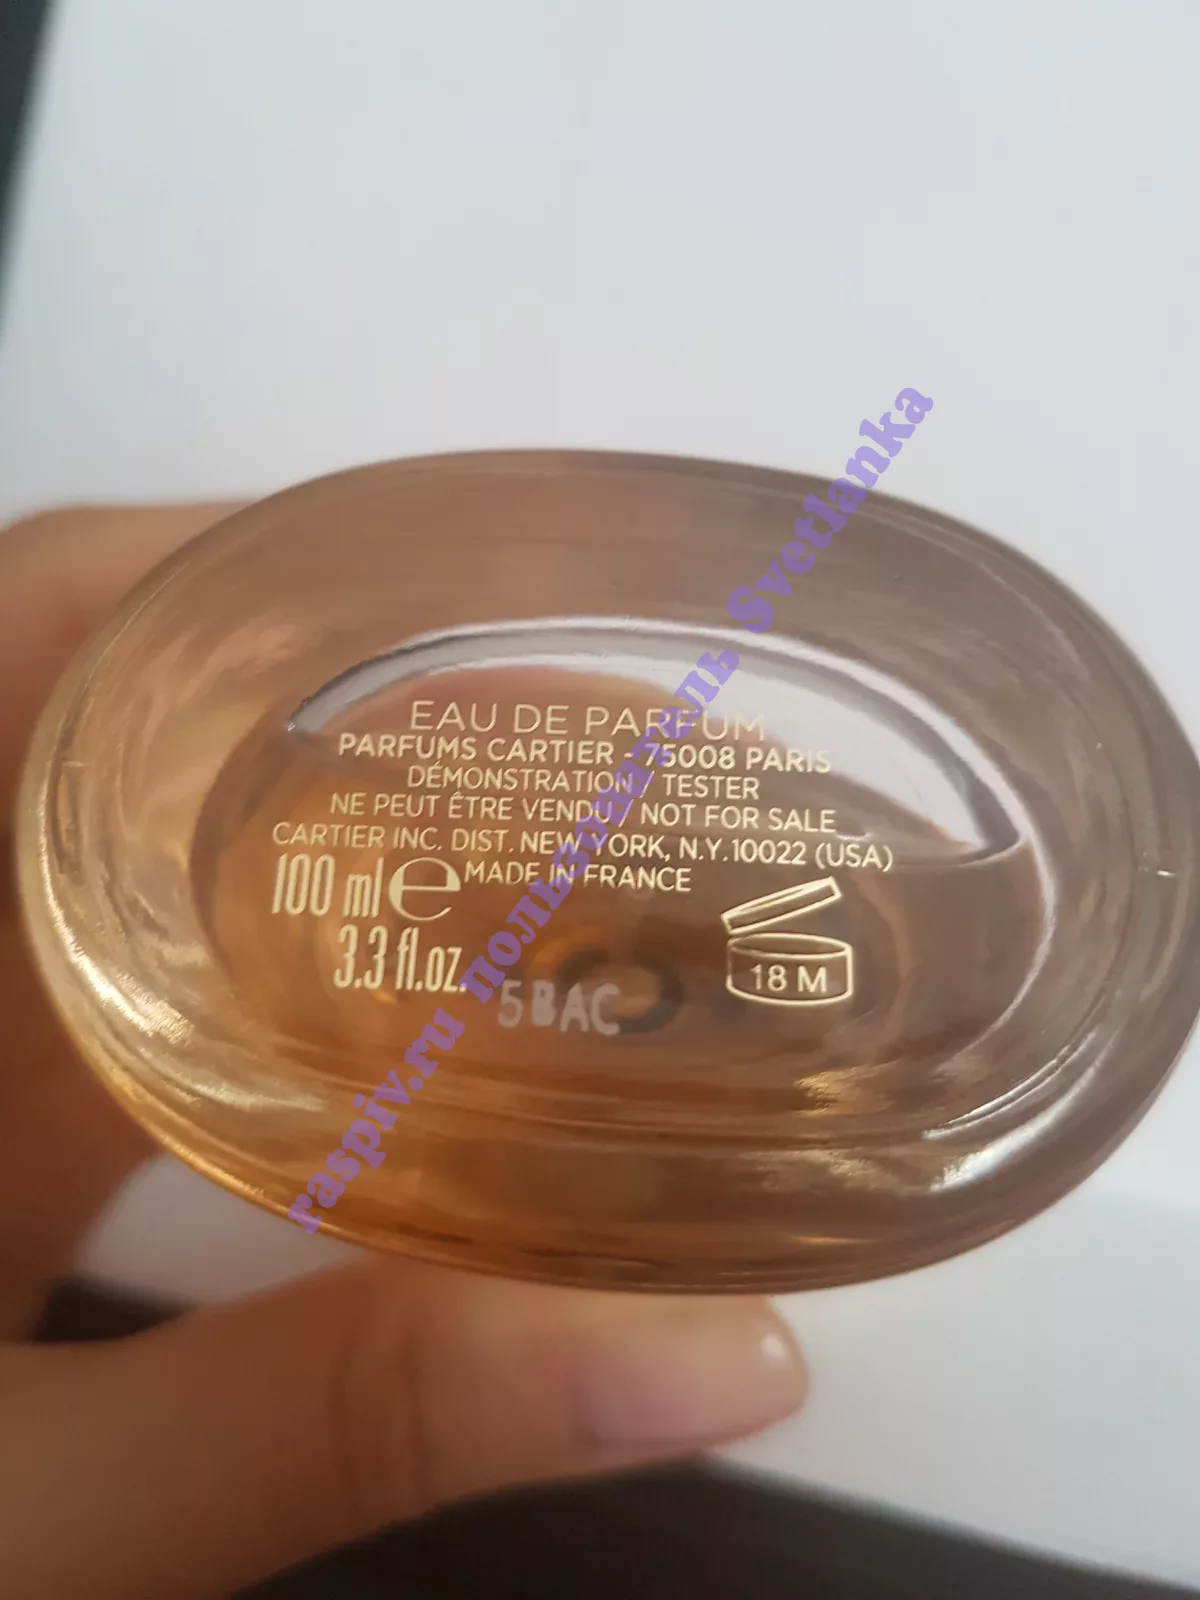 EAU DE PARFUM
PARFUMS CARTIER - 75008 PARIS
DÉMONSTRATION / TESTER
NE PEUT ÊTRE VENDU / NOT FOR SALE
CARTIER INC. DIST. NEW YORK, N.Y.10022 (USA)
100 ml e MADE IN FRANCE
3.3 fl.oz.
18 M
5BAC
raspiv.ru пользователь Svetlanka